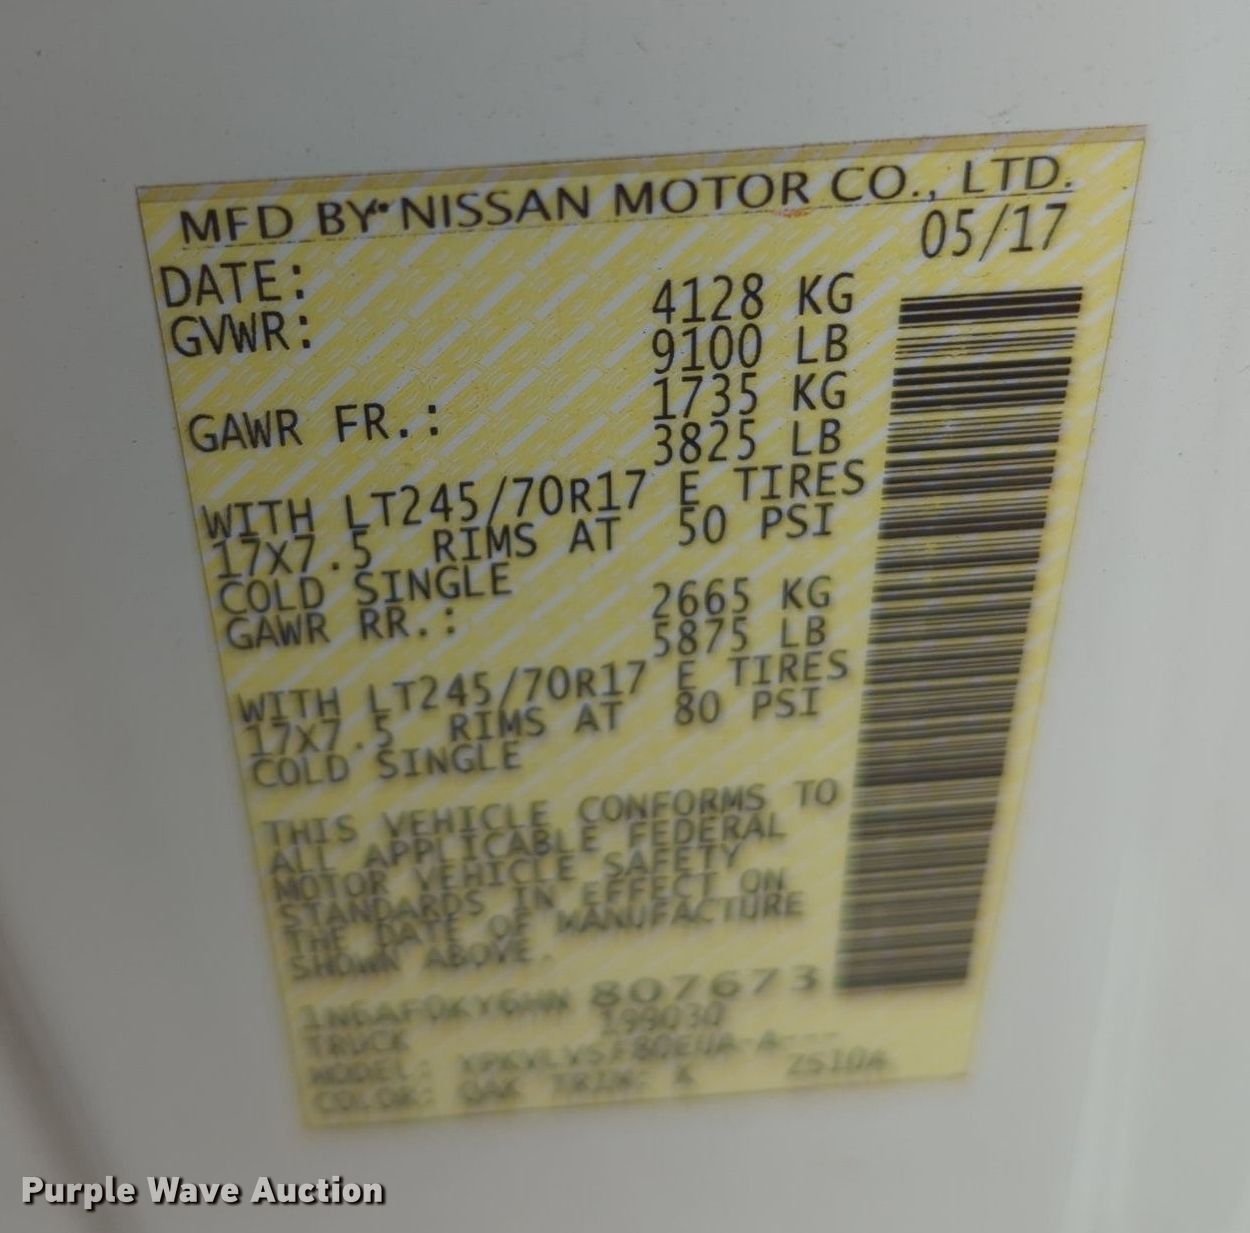 MFD BY NISSAN MOTOR CO., LTD.
DATE: 05/17
GVWR: 4128 KG
9100 LB
GAWR FR.: 1735 KG
3825 LB
WITH LT245/70R17 E TIRES
17X7.5 RIMS AT 50 PSI
COLD SINGLE
GAWR RR.: 2665 KG
5875 LB
WITH LT245/70R17 E TIRES
17X7.5 RIMS AT 80 PSI
COLD SINGLE
THIS VEHICLE CONFORMS TO
ALL APPLICABLE FEDERAL
MOTOR VEHICLE SAFETY
STANDARDS IN EFFECT ON
THE DATE OF MANUFACTURE
SHOWN ABOVE.
1N6AF0KY6HN 807673
TRUCK 199030
MODEL:
COLOR: QAK TRIM: K
Purple Wave Auction